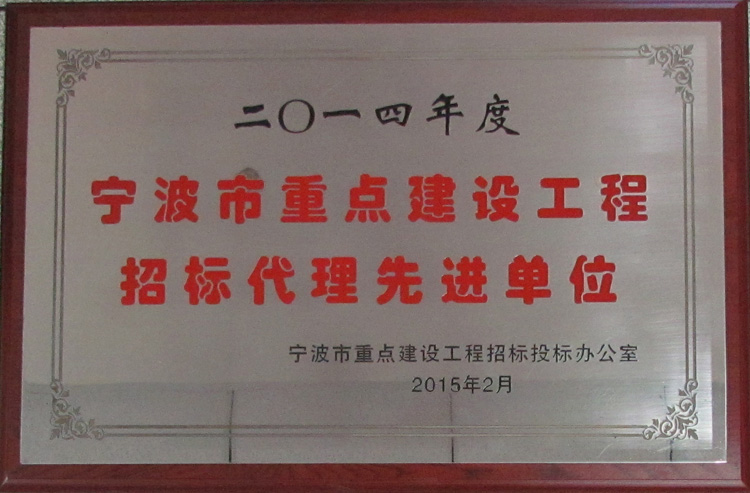 二〇一四年度
宁波市重点建设工程
招标代理先进单位
宁波市重点建设工程招标投标办公室
2015年2月